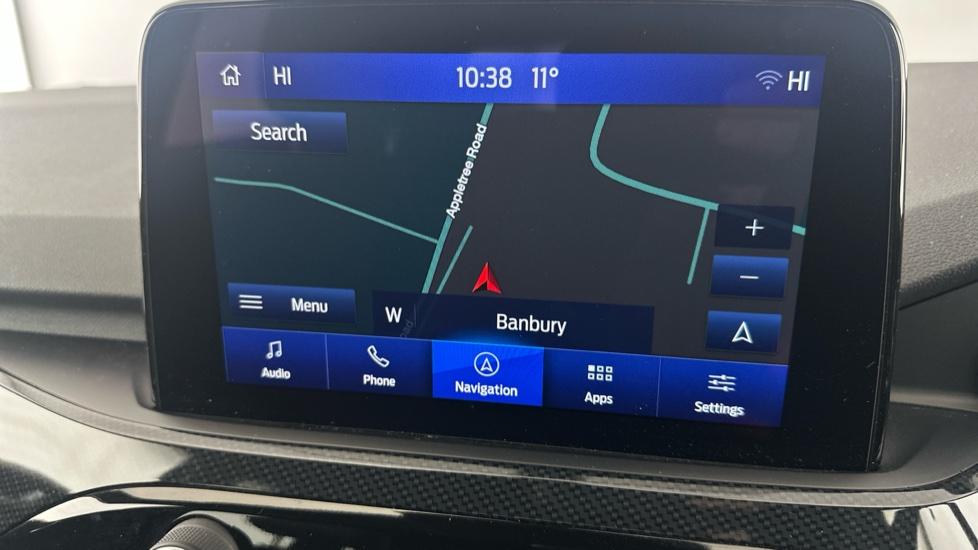 HI 10:38 11° HI
Search
Appletree Road
+
−
Menu
W Banbury
Audio Phone Navigation Apps Settings